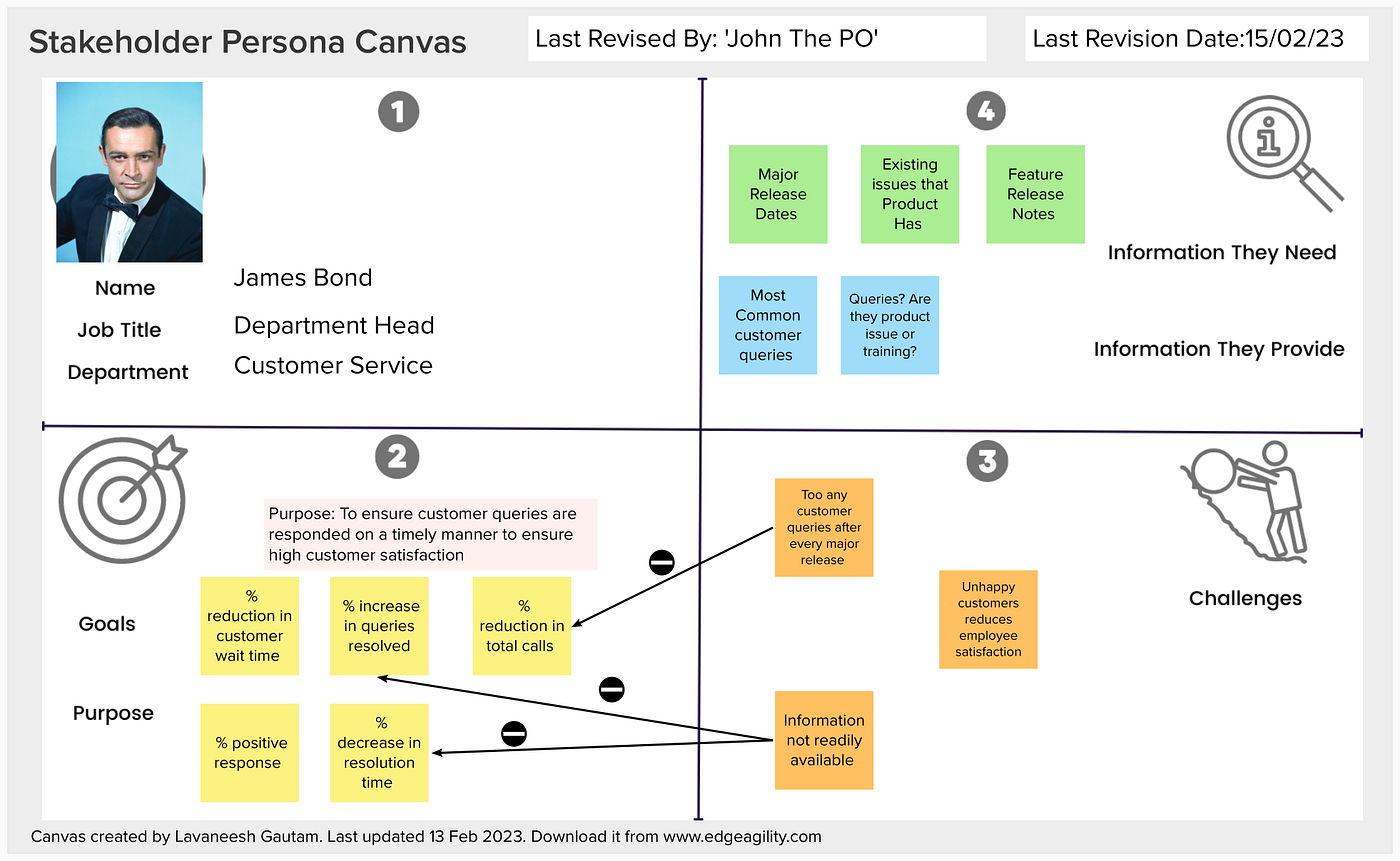 Stakeholder Persona Canvas
Last Revised By: 'John The PO'
Last Revision Date:15/02/23
1
Name
James Bond
Job Title
Department Head
Department
Customer Service
4
Major
Release
Dates
Existing
issues that
Product
Has
Feature
Release
Notes
Information They Need
Most
Common
customer
queries
Queries? Are
they product
issue or
training?
Information They Provide
2
Purpose: To ensure customer queries are
responded on a timely manner to ensure
high customer satisfaction
Goals
%
reduction in
customer
wait time
% increase
in queries
resolved
%
reduction in
total calls
Purpose
% positive
response
%
decrease in
resolution
time
3
Too any
customer
queries after
every major
release
Unhappy
customers
reduces
employee
satisfaction
Challenges
Information
not readily
available
Canvas created by Lavaneesh Gautam. Last updated 13 Feb 2023. Download it from www.edgeagility.com